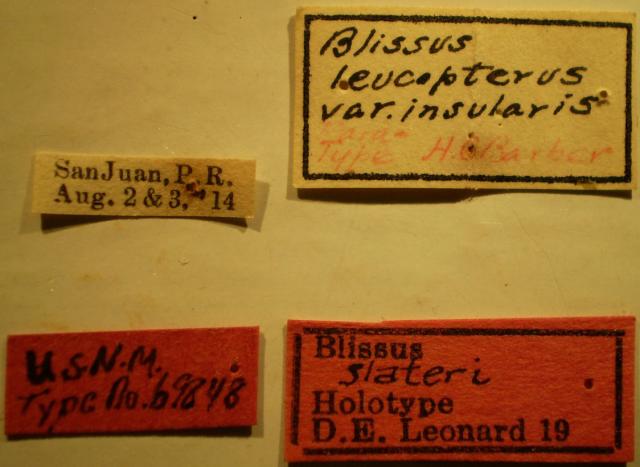 Blissus
leucopterus
var. insularis
Para-
Type H.G. Barber
San Juan, P.R.
Aug. 2 & 3, 14
U.S.N.M.
Type No. 69848
Blissus
slateri
Holotype
D.E. Leonard 19